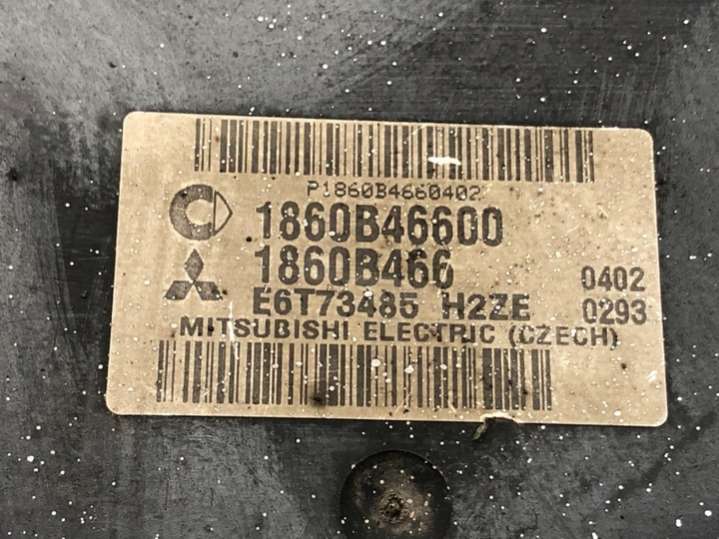 P1860B4660402
1860B46600
1860B466 0402
E6T73485 H2ZE 0293
MITSUBISHI ELECTRIC (CZECH)